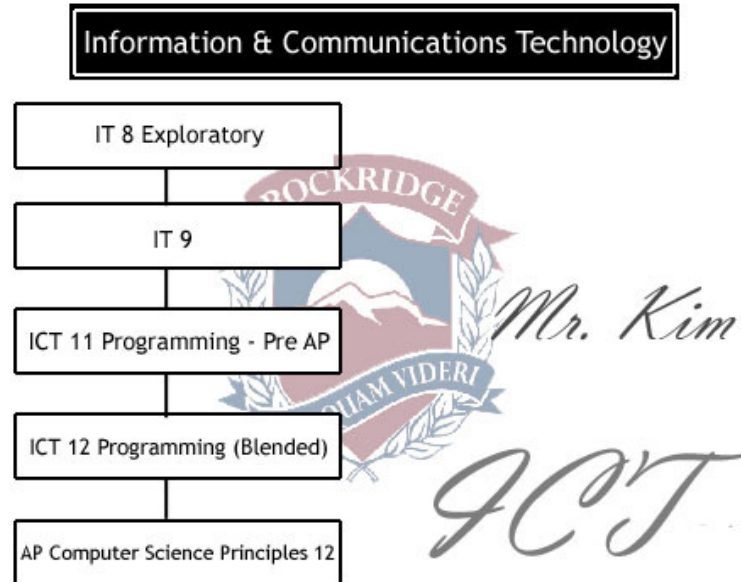 Information & Communications Technology
IT 8 Exploratory
ROCKRIDGE
IT 9
Mr. Kim
ICT 11 Programming - Pre AP
QUAM VIDERI
ICT 12 Programming (Blended)
ICT
AP Computer Science Principles 12